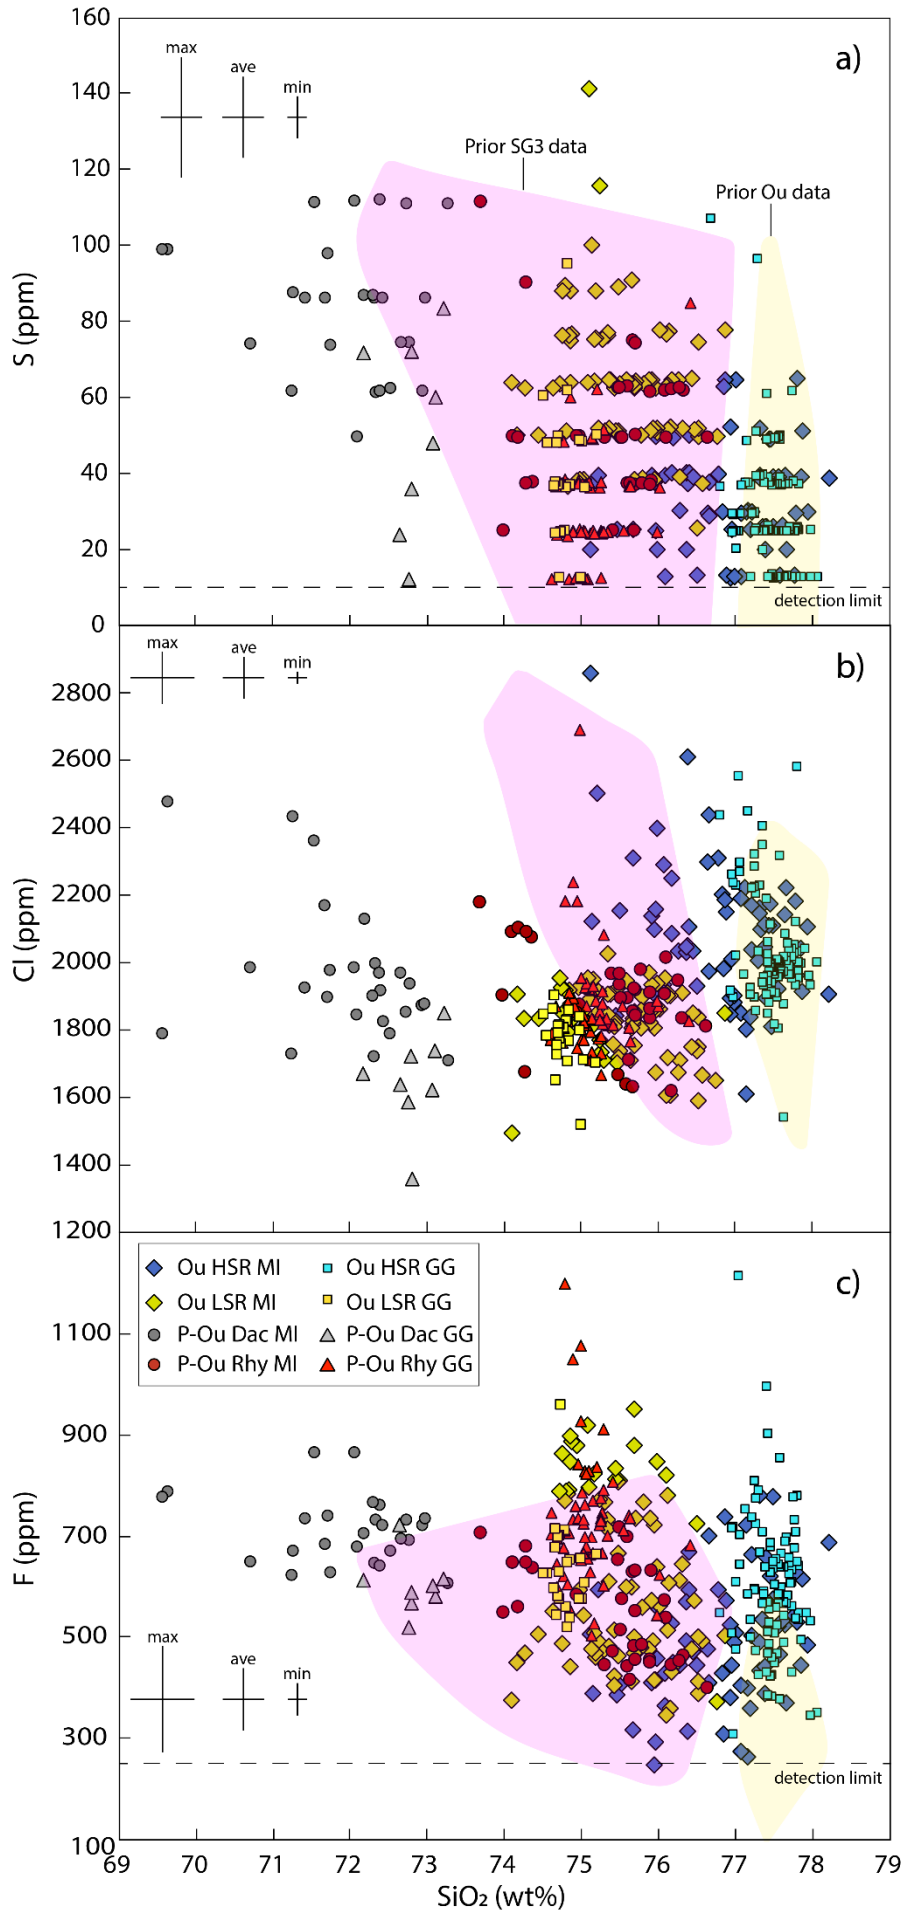 160
a)
max
ave
min
140
Prior SG3 data
120
Prior Ou data
100
S (ppm)
80
60
40
20
detection limit
0
b)
max
ave
min
2800
2600
2400
2200
Cl (ppm)
2000
1800
1600
1400
1200
c)
Ou HSR MI
Ou HSR GG
Ou LSR MI
Ou LSR GG
P-Ou Dac MI
P-Ou Dac GG
P-Ou Rhy MI
P-Ou Rhy GG
1100
900
700
F (ppm)
500
max
ave
min
300
detection limit
100
69 70 71 72 73 74 75 76 77 78 79
SiO₂ (wt%)